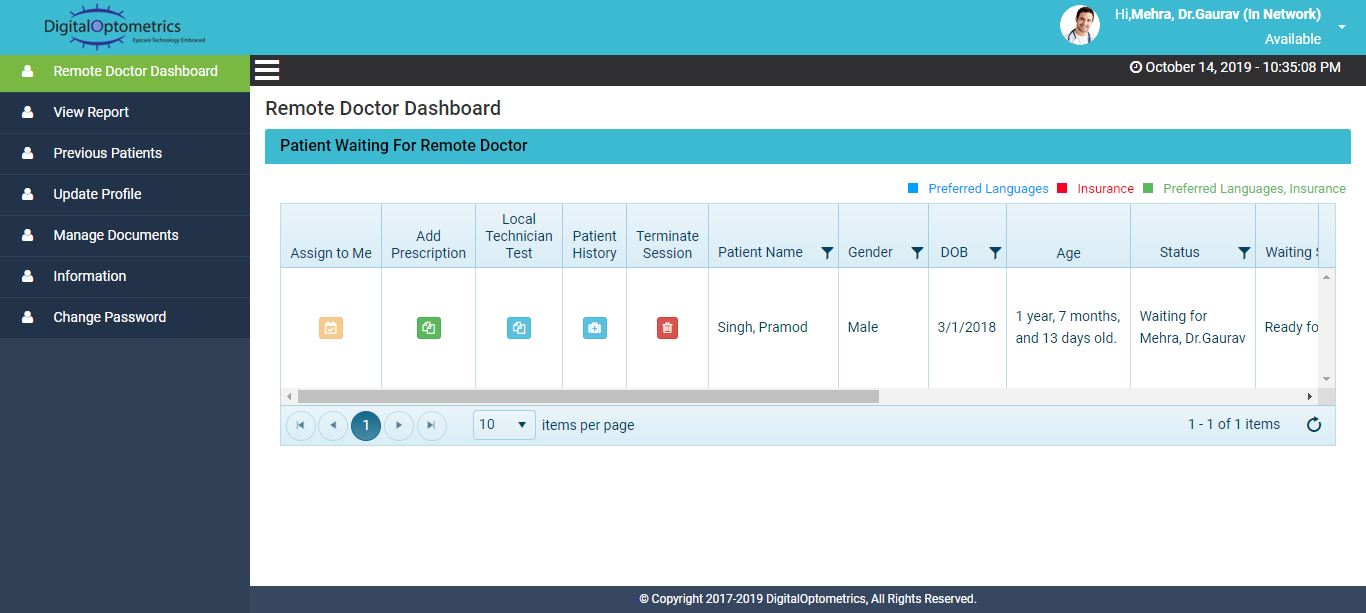 DigitalOptometrics
Eyecare Technology Embraced
Hi,Mehra, Dr.Gaurav (In Network)
Available
Remote Doctor Dashboard
October 14, 2019 - 10:35:08 PM
View Report
Previous Patients
Update Profile
Manage Documents
Information
Change Password
Remote Doctor Dashboard
Patient Waiting For Remote Doctor
Preferred Languages Insurance Preferred Languages, Insurance
Assign to Me
Add
Prescription
Local
Technician
Test
Patient
History
Terminate
Session
Patient Name
Gender
DOB
Age
Status
Waiting
Singh, Pramod
Male
3/1/2018
1 year, 7 months,
and 13 days old.
Waiting for
Mehra, Dr.Gaurav
Ready fo
1
10
items per page
1 - 1 of 1 items
© Copyright 2017-2019 DigitalOptometrics, All Rights Reserved.